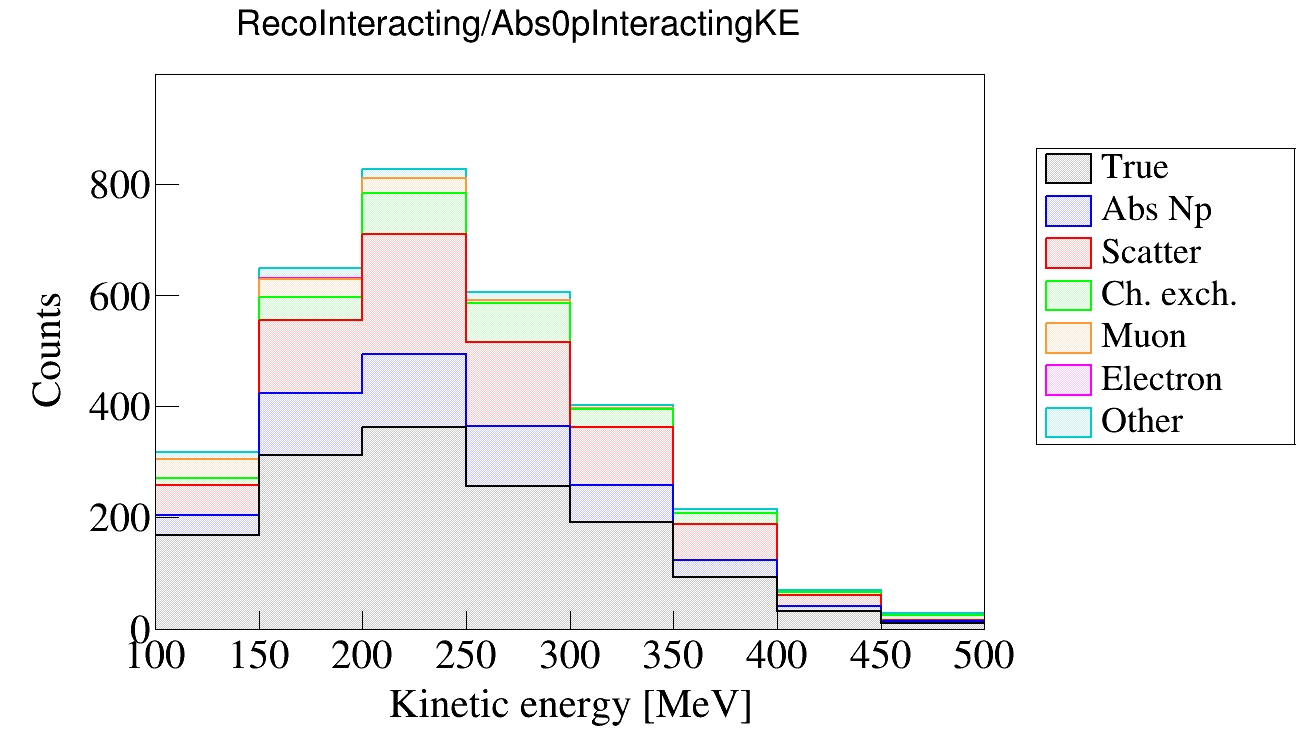 RecoInteracting/Abs0pInteractingKE
Counts
800
600
400
200
0
100 150 200 250 300 350 400 450 500
Kinetic energy [MeV]
True
Abs Np
Scatter
Ch. exch.
Muon
Electron
Other